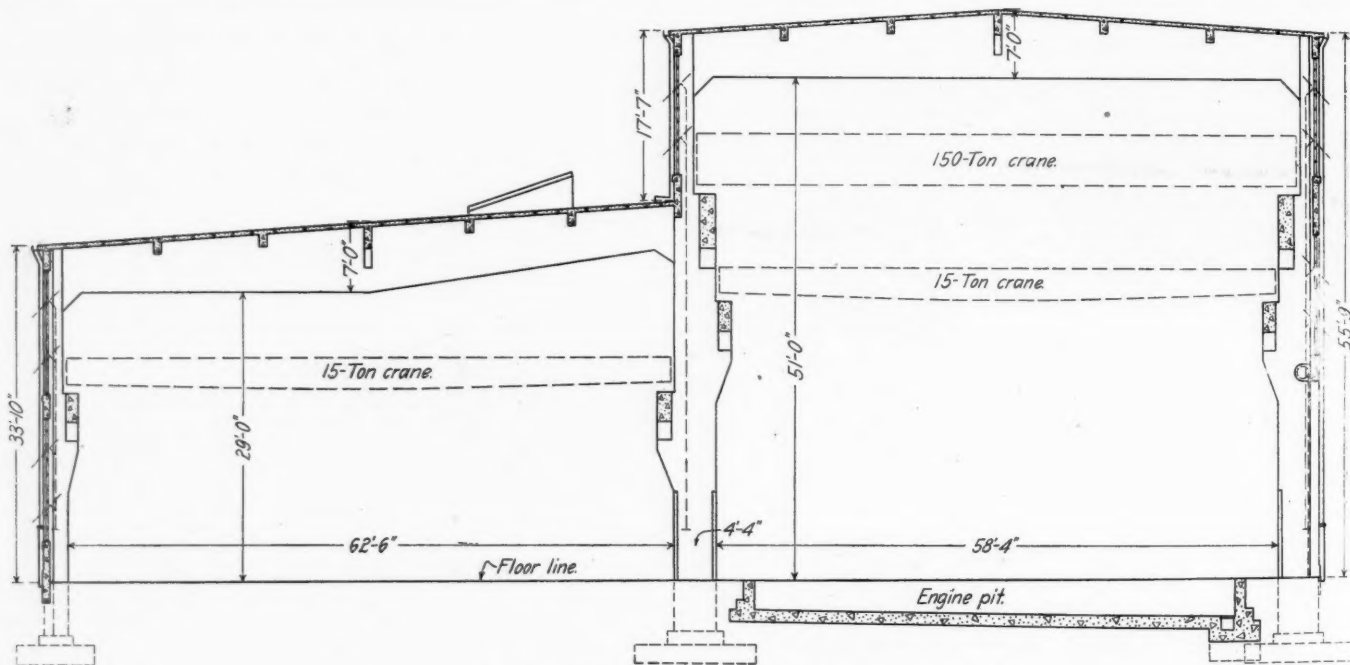 7'-0"
17'-7"
150-Ton crane.
7'-0"
15-Ton crane.
51'-0"
55'-9"
15-Ton crane.
33'-10"
29'-0"
4'-4"
62'-6"
58'-4"
Floor line.
Engine pit.